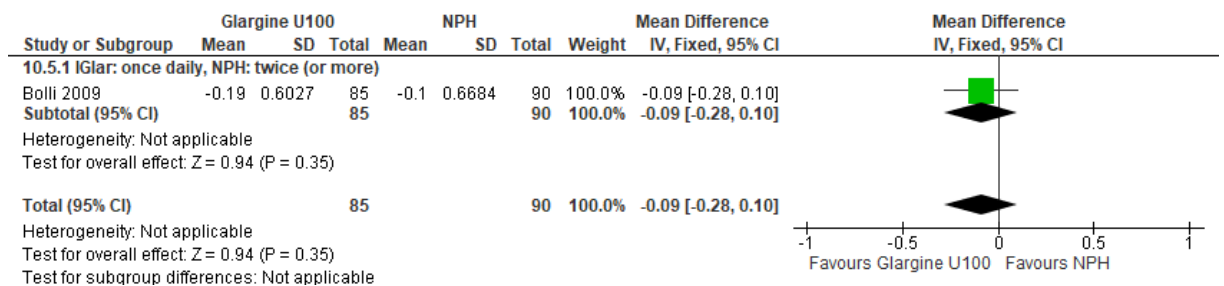 Glargine U100 NPH Mean Difference Mean Difference
Study or Subgroup Mean SD Total Mean SD Total Weight IV, Fixed, 95% CI IV, Fixed, 95% CI
10.5.1 IGlar: once daily, NPH: twice (or more)
Bolli 2009 -0.19 0.6027 85 -0.1 0.6684 90 100.0% -0.09 [-0.28, 0.10]
Subtotal (95% CI) 85 90 100.0% -0.09 [-0.28, 0.10]
Heterogeneity: Not applicable
Test for overall effect: Z = 0.94 (P = 0.35)
Total (95% CI) 85 90 100.0% -0.09 [-0.28, 0.10]
Heterogeneity: Not applicable
Test for overall effect: Z = 0.94 (P = 0.35)
Test for subgroup differences: Not applicable
-1 -0.5 0 0.5 1
Favours Glargine U100 Favours NPH